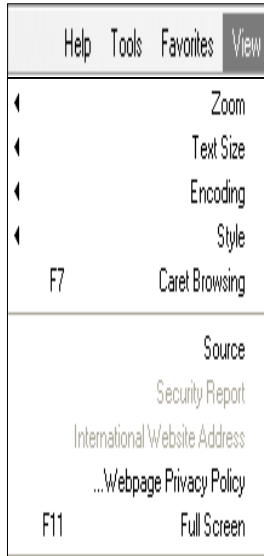 Help Tools Favorites View
Zoom
Text Size
Encoding
Style
F7 Caret Browsing
Source
Security Report
International Website Address
...Webpage Privacy Policy
F11 Full Screen